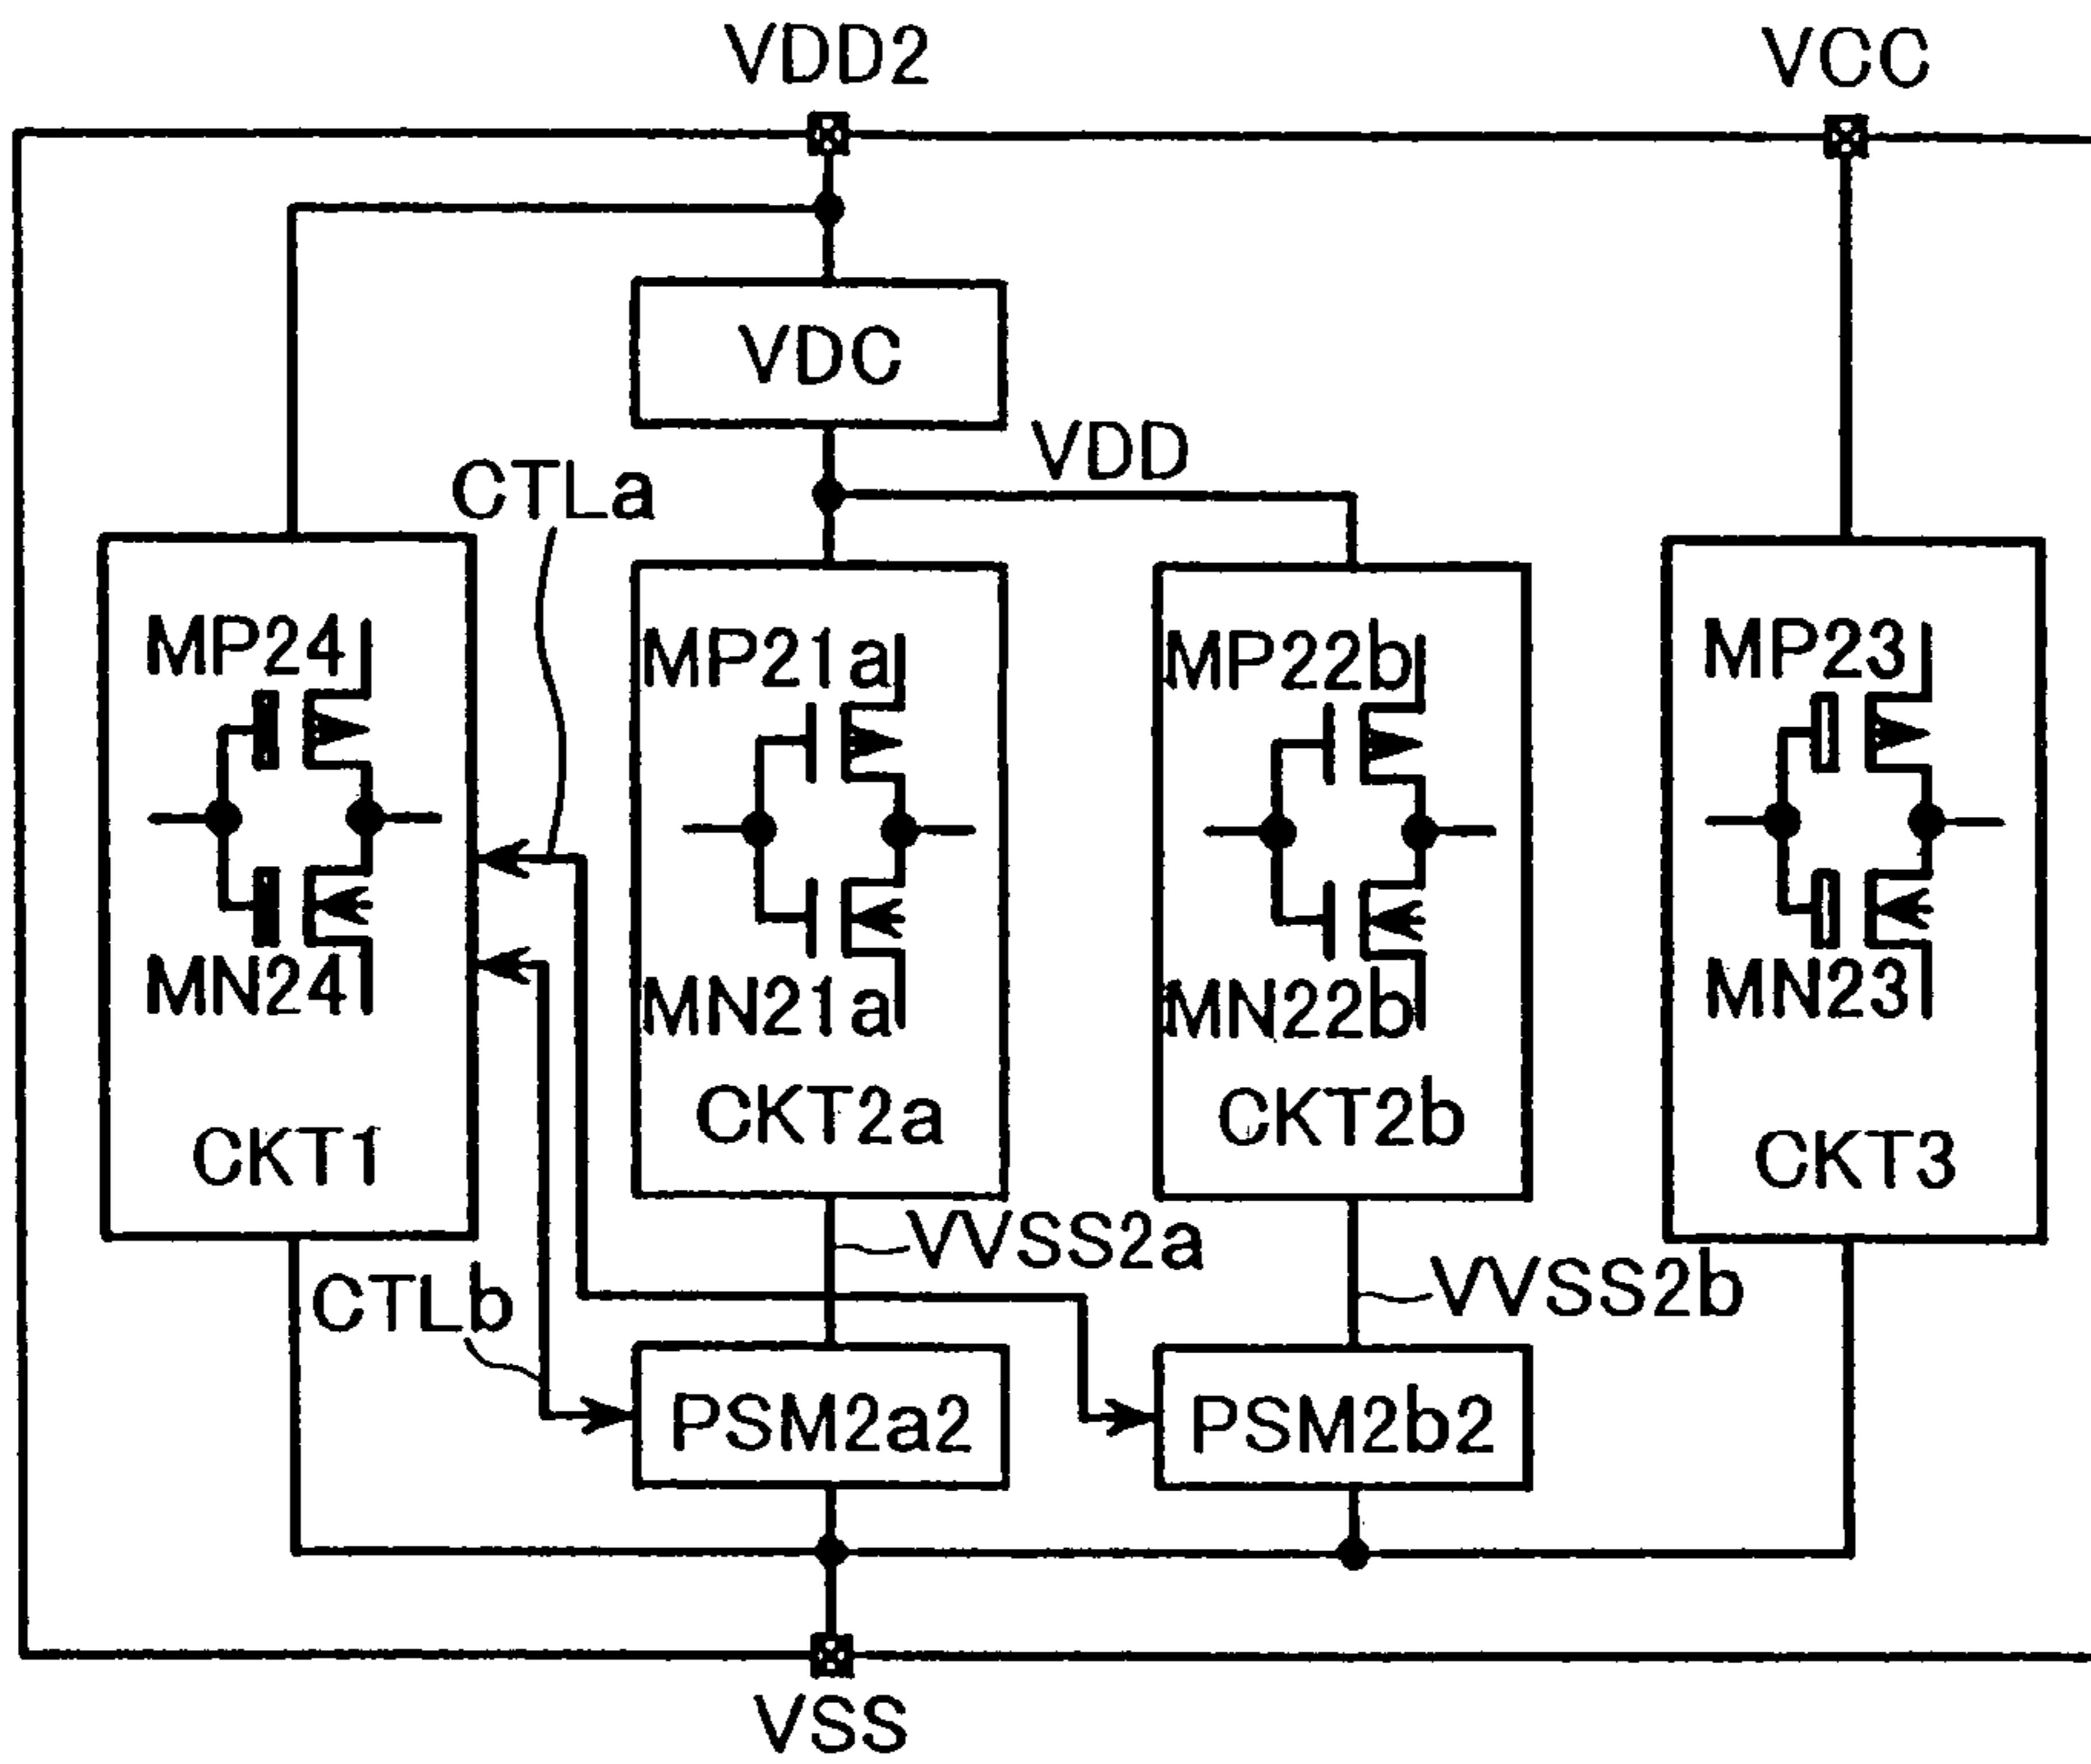 VDD2
VCC
VDC
VDD
CTLa
MP24
MP21a
MP22b
MP23
MN24
MN21a
MN22b
MN23
CKT1
CKT2a
CKT2b
CKT3
VVSS2a
VVSS2b
CTLb
PSM2a2
PSM2b2
VSS